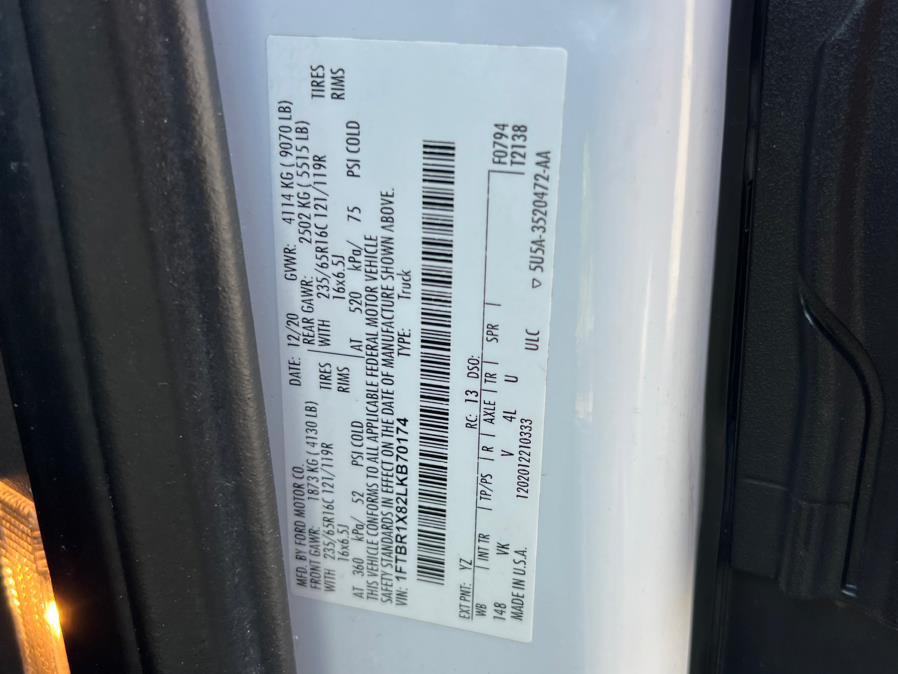 MFD. BY FORD MOTOR CO. DATE: 12/20 GVWR: 4114 KG ( 9070 LB)
FRONT GAWR: 1873 KG ( 4130 LB) REAR GAWR: 2502 KG ( 5515 LB)
WITH 235/65R16C 121/119R TIRES WITH 235/65R16C 121/119R TIRES
16x6.5J RIMS 16x6.5J RIMS
AT 360 kPa/ 52 PSI COLD AT 520 kPa/ 75 PSI COLD
THIS VEHICLE CONFORMS TO ALL APPLICABLE FEDERAL MOTOR VEHICLE
SAFETY STANDARDS IN EFFECT ON THE DATE OF MANUFACTURE SHOWN ABOVE.
VIN: 1FTBR1X82LKB70174 TYPE: Truck
EXT PNT: YZ RC: 13 DSO:
WB INT TR TP/PS R AXLE TR SPR F0794
148 VK V 4L U T2138
MADE IN U.S.A. 1202012210333 ULC ▽ 5U5A-3520472-AA